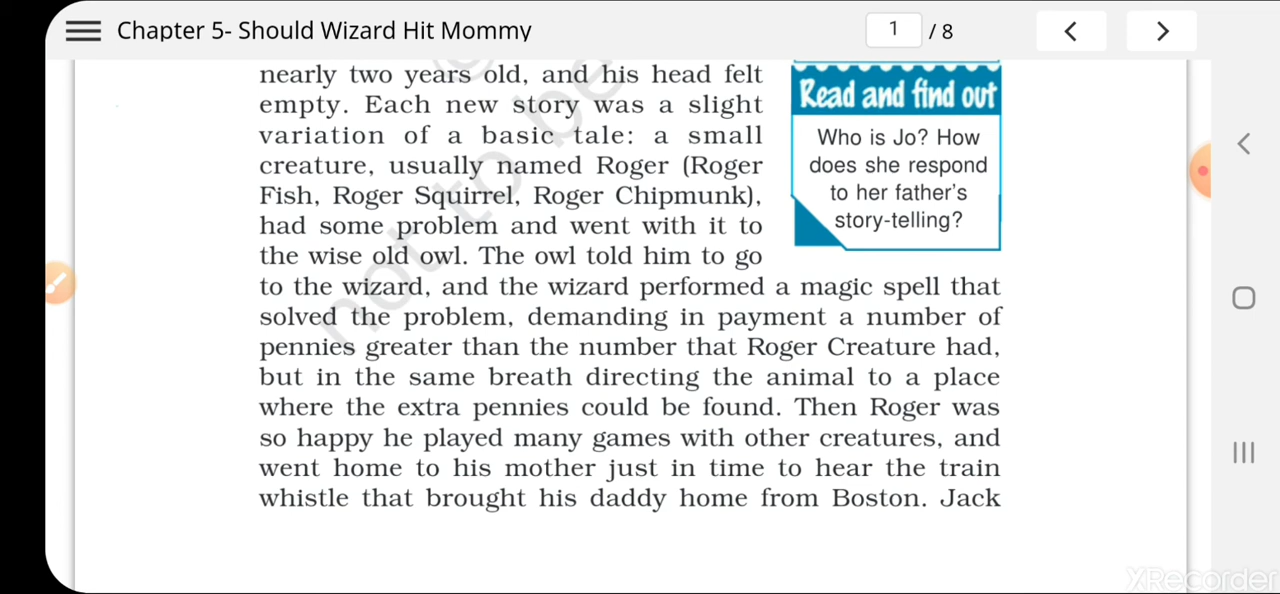 Chapter 5- Should Wizard Hit Mommy
1 / 8
nearly two years old, and his head felt
empty. Each new story was a slight
variation of a basic tale: a small
creature, usually named Roger (Roger
Fish, Roger Squirrel, Roger Chipmunk),
had some problem and went with it to
the wise old owl. The owl told him to go
to the wizard, and the wizard performed a magic spell that
solved the problem, demanding in payment a number of
pennies greater than the number that Roger Creature had,
but in the same breath directing the animal to a place
where the extra pennies could be found. Then Roger was
so happy he played many games with other creatures, and
went home to his mother just in time to hear the train
whistle that brought his daddy home from Boston. Jack
Read and find out
Who is Jo? How
does she respond
to her father's
story-telling?
not to be
XRecorder